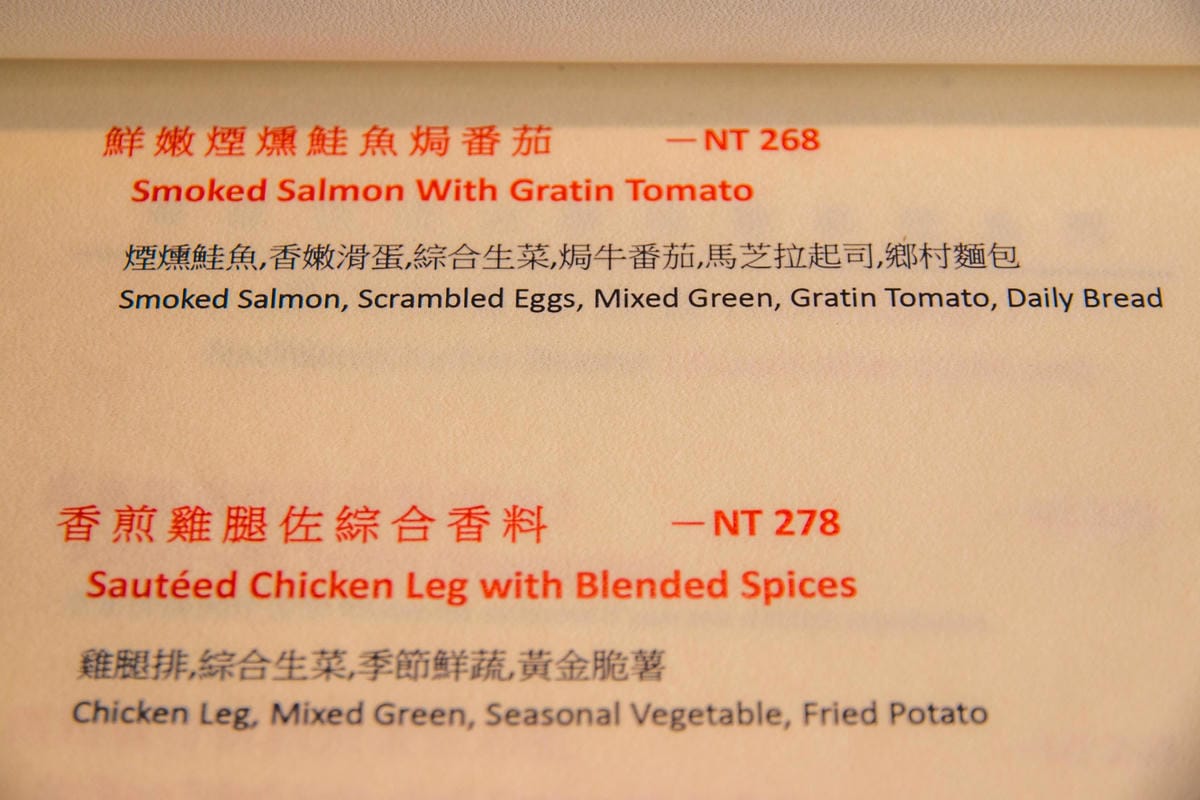 鮮嫩煙燻鮭魚焗番茄 —NT 268
Smoked Salmon With Gratin Tomato
煙燻鮭魚,香嫩滑蛋,綜合生菜,焗牛番茄,馬芝拉起司,鄉村麵包
Smoked Salmon, Scrambled Eggs, Mixed Green, Gratin Tomato, Daily Bread
香煎雞腿佐綜合香料 —NT 278
Sautéed Chicken Leg with Blended Spices
雞腿排,綜合生菜,季節鮮蔬,黃金脆薯
Chicken Leg, Mixed Green, Seasonal Vegetable, Fried Potato